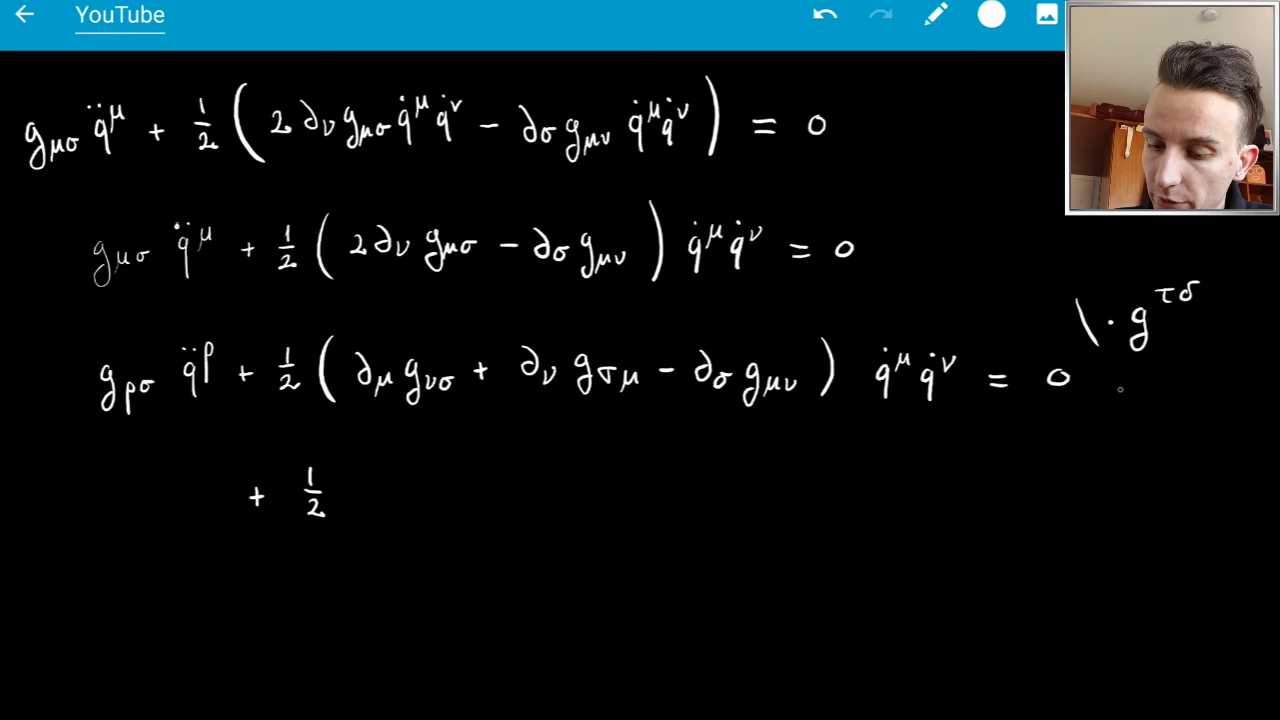 YouTube
g_{μσ} q̈^μ + 1/2 ( 2 ∂_ν g_{μσ} q̇^μ q̇^ν − ∂_σ g_{μν} q̇^μ q̇^ν ) = 0
g_{μσ} q̈^μ + 1/2 ( 2 ∂_ν g_{μσ} − ∂_σ g_{μν} ) q̇^μ q̇^ν = 0
\ · g^{τσ}
g_{ρσ} q̈^ρ + 1/2 ( ∂_μ g_{νσ} + ∂_ν g_{σμ} − ∂_σ g_{μν} ) q̇^μ q̇^ν = 0
+ 1/2